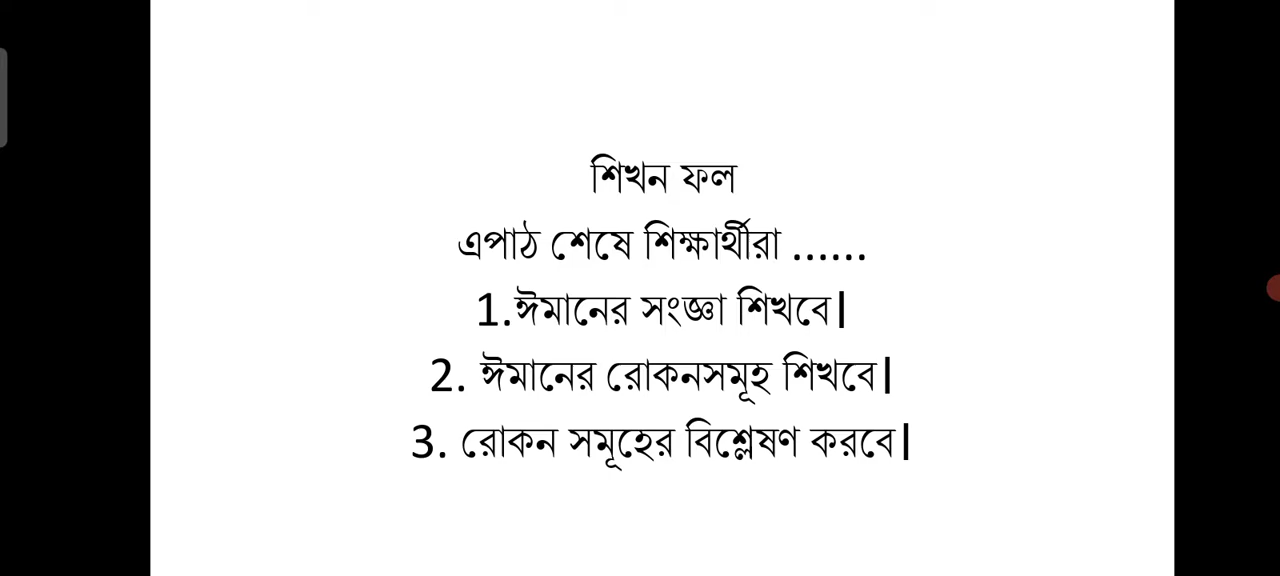 শিখন ফল
এপাঠ শেষে শিক্ষার্থীরা ......
1.ঈমানের সংজ্ঞা শিখবে|
2. ঈমানের রোকনসমূহ শিখবে|
3. রোকন সমূহের বিশ্লেষণ করবে|